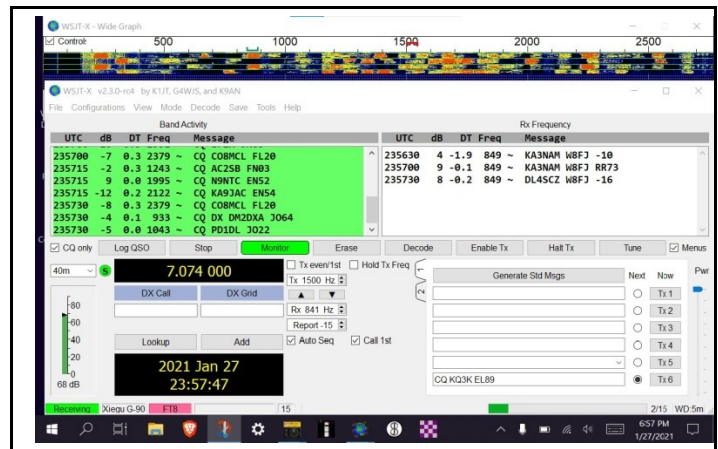 WSJT-X - Wide Graph
Control 500 1000 1500 2000 2500
WSJT-X v2.3.0-rc4 by K1JT, G4WJS, and K9AN
File Configurations View Mode Decode Save Tools Help
Band Activity
UTC dB DT Freq Message
235700 -7 0.3 2379 ~ CQ CO8MCL FL20
235715 -2 0.3 1243 ~ CQ AC2SB FN03
235715 9 0.0 1995 ~ CQ N9NTC EN52
235715 -12 0.2 2122 ~ CQ KA9JAC EN54
235730 -8 0.3 2379 ~ CQ CO8MCL FL20
235730 -4 0.1 933 ~ CQ DX DM2DXA JO64
235730 -5 0.0 1043 ~ CQ PD1DL JO22
Rx Frequency
UTC dB DT Freq Message
235630 4 -1.9 849 ~ KA3NAM W8FJ -10
235700 9 -0.1 849 ~ KA3NAM W8FJ RR73
235730 8 -0.2 849 ~ DL4SCZ W8FJ -16
CQ only Log QSO Stop Monitor Erase Decode Enable Tx Halt Tx Tune Menus
40m S 7.074 000
Tx even/1st Hold Tx Freq
Tx 1500 Hz
DX Call DX Grid
Rx 841 Hz
Report -15
Lookup Add
Auto Seq Call 1st
2021 Jan 27
23:57:47
-80
-60
-40
-20
0
68 dB
1
2
Generate Std Msgs Next Now Pwr
Tx 1
Tx 2
Tx 3
Tx 4
Tx 5
CQ KQ3K EL89 Tx 6
Receiving Xiegu G-90 FT8 15 2/15 WD:5m
6:57 PM
1/27/2021